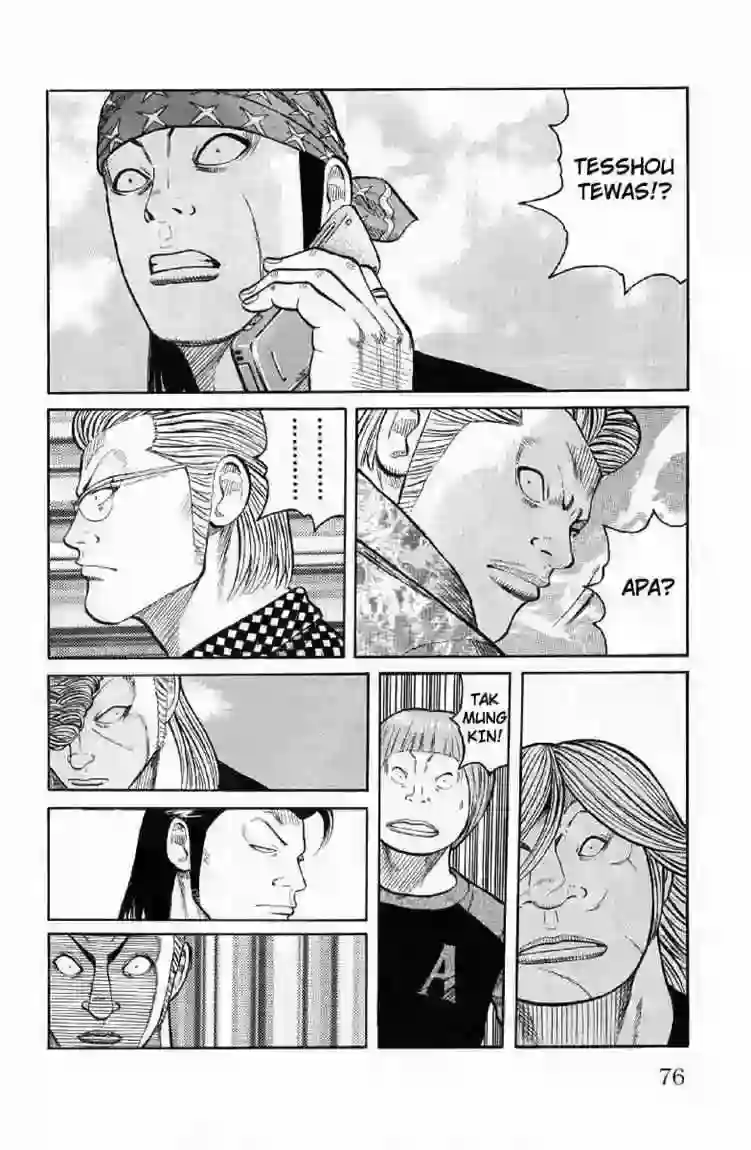 TESSHOU
TEWAS!?
APA?
...........
TAK
MUNG
KIN!
A
76